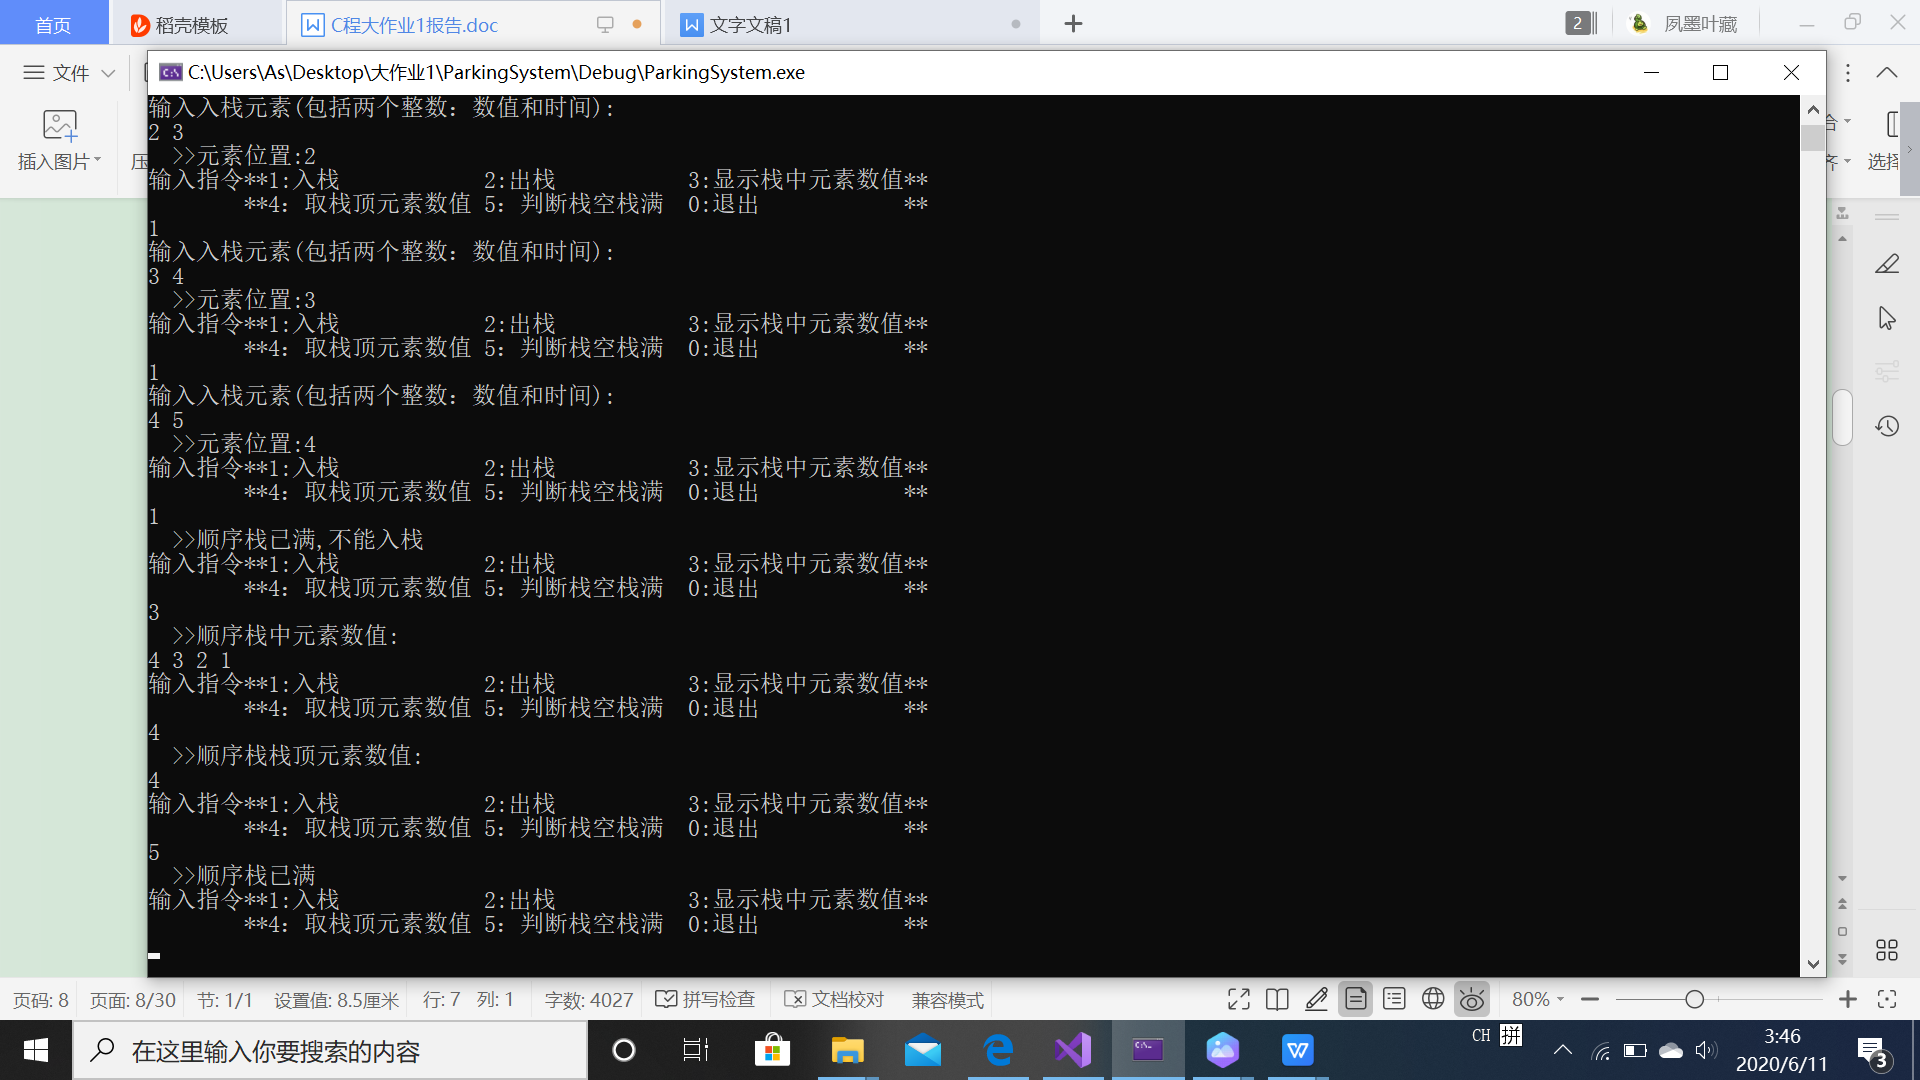 首页
稻壳模板
C程大作业1报告.doc
文字文稿1
2
凤墨叶藏
文件
C:\Users\As\Desktop\大作业1\ParkingSystem\Debug\ParkingSystem.exe
插入图片
压
合
齐
选择
输入入栈元素(包括两个整数：数值和时间):
2 3
  >>元素位置:2
输入指令**1:入栈            2:出栈           3:显示栈中元素数值**
        **4：取栈顶元素数值 5：判断栈空栈满  0:退出            **
1
输入入栈元素(包括两个整数：数值和时间):
3 4
  >>元素位置:3
输入指令**1:入栈            2:出栈           3:显示栈中元素数值**
        **4：取栈顶元素数值 5：判断栈空栈满  0:退出            **
1
输入入栈元素(包括两个整数：数值和时间):
4 5
  >>元素位置:4
输入指令**1:入栈            2:出栈           3:显示栈中元素数值**
        **4：取栈顶元素数值 5：判断栈空栈满  0:退出            **
1
  >>顺序栈已满,不能入栈
输入指令**1:入栈            2:出栈           3:显示栈中元素数值**
        **4：取栈顶元素数值 5：判断栈空栈满  0:退出            **
3
  >>顺序栈中元素数值:
4 3 2 1
输入指令**1:入栈            2:出栈           3:显示栈中元素数值**
        **4：取栈顶元素数值 5：判断栈空栈满  0:退出            **
4
  >>顺序栈栈顶元素数值:
4
输入指令**1:入栈            2:出栈           3:显示栈中元素数值**
        **4：取栈顶元素数值 5：判断栈空栈满  0:退出            **
5
  >>顺序栈已满
输入指令**1:入栈            2:出栈           3:显示栈中元素数值**
        **4：取栈顶元素数值 5：判断栈空栈满  0:退出            **
页码: 8 页面: 8/30 节: 1/1 设置值: 8.5厘米 行: 7 列: 1 字数: 4027 拼写检查 文档校对 兼容模式 80%
在这里输入你要搜索的内容
CH 拼
3:46
2020/6/11
3